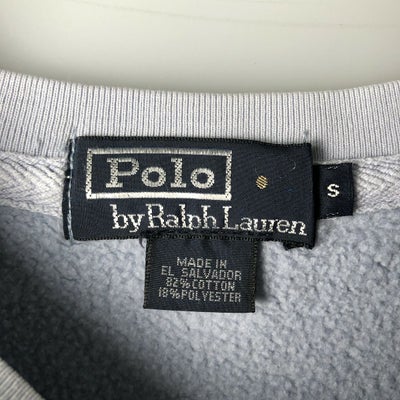 Polo
by Ralph Lauren
S
MADE IN
EL SALVADOR
82% COTTON
18% POLYESTER